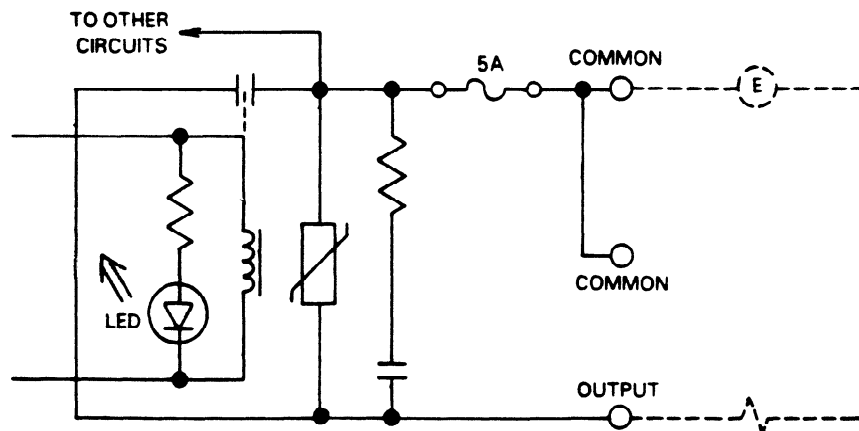 TO OTHER
CIRCUITS
5A
COMMON
E
COMMON
LED
OUTPUT